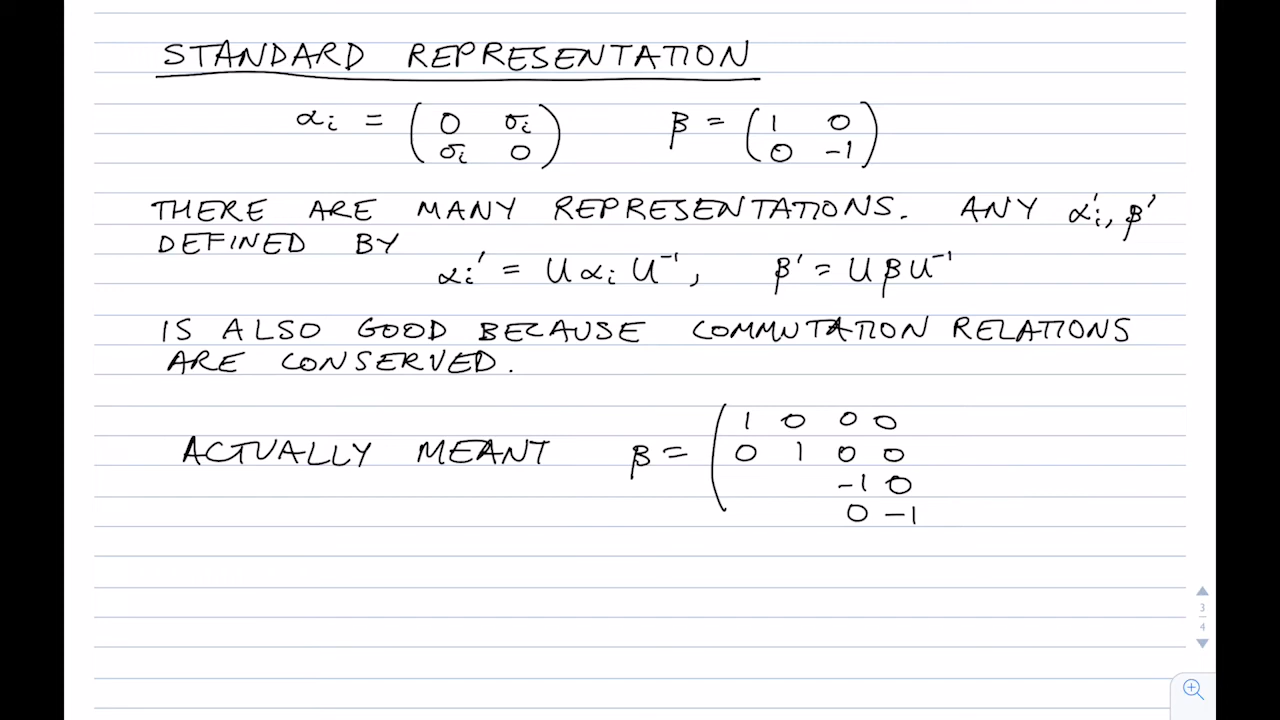 STANDARD REPRESENTATION
αᵢ = ( 0 σᵢ   β = ( 1 0
σᵢ 0 )   0 -1 )
THERE ARE MANY REPRESENTATIONS. ANY αᵢ′, β′
DEFINED BY
αᵢ′ = U αᵢ U⁻¹, β′ = U β U⁻¹
IS ALSO GOOD BECAUSE COMMUTATION RELATIONS
ARE CONSERVED.
ACTUALLY MEANT β = ( 1 0 0 0
0 1 0 0
-1 0
0 -1
3
4